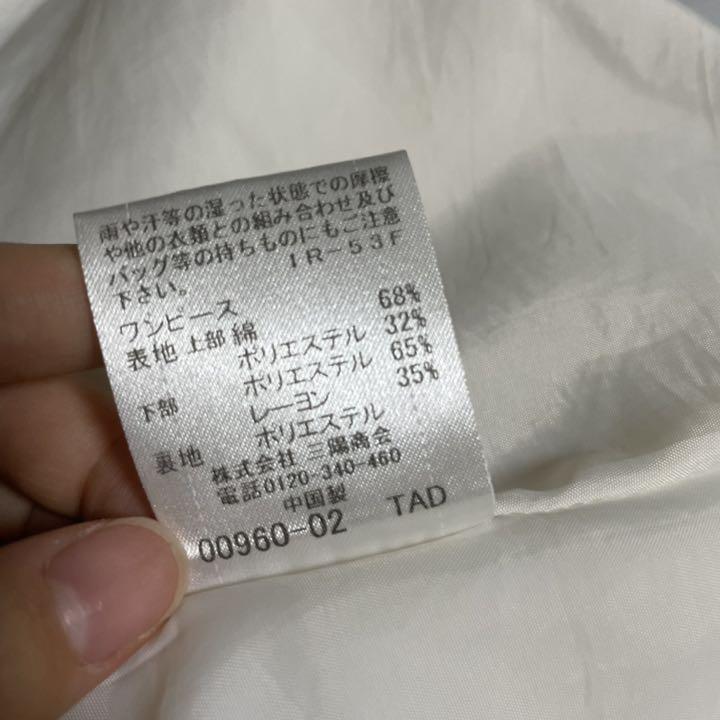 雨や汗等の湿った状態での摩擦
や他の衣類との組み合わせ及び
バッグ等の持ちものにもご注意
下さい。 IR-53F
ワンピース
表地 上部 綿 68%
ポリエステル 32%
下部 ポリエステル 65%
レーヨン 35%
裏地 ポリエステル
株式会社 三陽商会
電話0120-340-460
中国製
00960-02 TAD